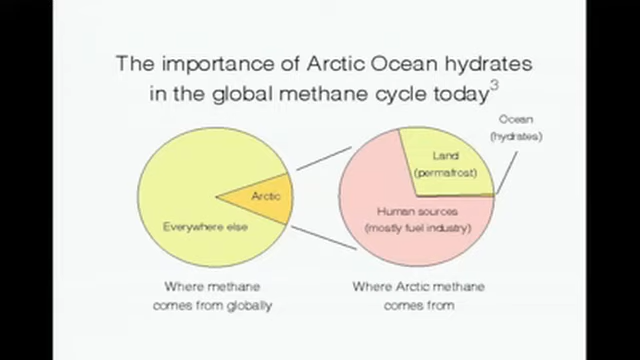 The importance of Arctic Ocean hydrates
in the global methane cycle today3
Ocean
(hydrates)
Land
(permafrost)
Arctic
Human sources
(mostly fuel industry)
Everywhere else
Where methane
comes from globally
Where Arctic methane
comes from